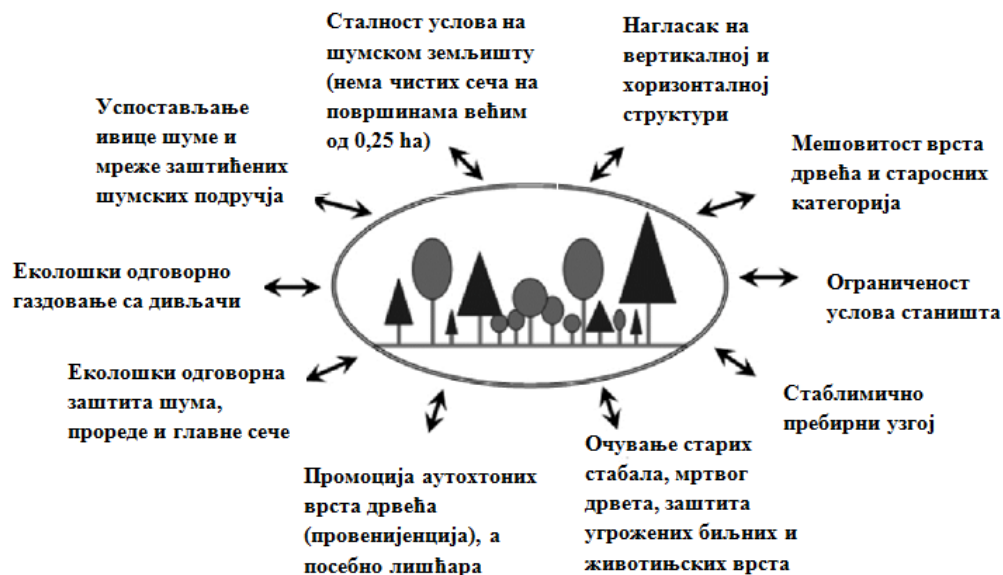 Сталност услова на
шумском земљишту
(нема чистих сеча на
површинама већим
од 0,25 ha)
Нагласак на
вертикалној и
хоризонталној
структури
Успостављање
ивице шуме и
мреже заштићених
шумских подручја
Мешовитост врста
дрвећа и старосних
категорија
Еколошки одговорно
газдовање са дивљачи
Ограниченост
услова станишта
Еколошки одговорна
заштита шума,
прореде и главне сече
Стаблимично
пребирни узгој
Промоција аутохтоних
врста дрвећа
(провенијенција), а
посебно лишћара
Очување старих
стабала, мртвог
дрвета, заштита
угрожених биљних и
животињских врста